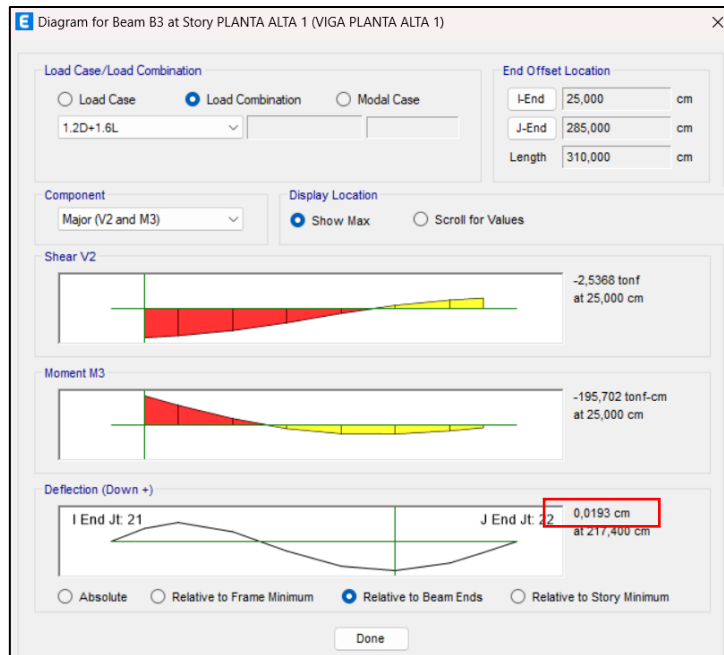 E Diagram for Beam B3 at Story PLANTA ALTA 1 (VIGA PLANTA ALTA 1)
Load Case/Load Combination
Load Case Load Combination Modal Case
1.2D+1.6L
End Offset Location
I-End 25,000 cm
J-End 285,000 cm
Length 310,000 cm
Component
Major (V2 and M3)
Display Location
Show Max Scroll for Values
Shear V2
-2,5368 tonf
at 25,000 cm
Moment M3
-195,702 tonf-cm
at 25,000 cm
Deflection (Down +)
I End Jt: 21 J End Jt: 22
0,0193 cm
at 217,400 cm
Absolute Relative to Frame Minimum Relative to Beam Ends Relative to Story Minimum
Done